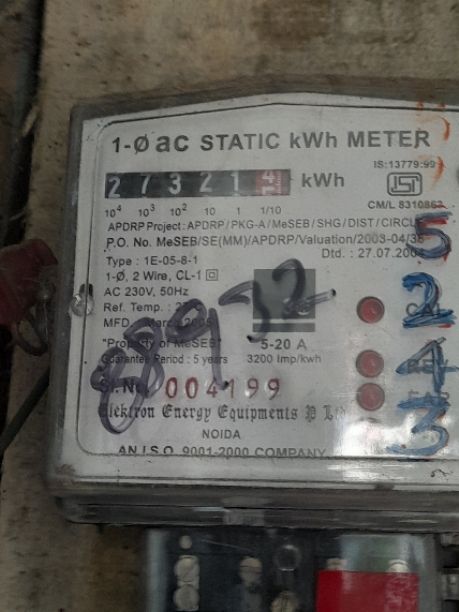 1-Ø ac STATIC kWh METER
IS:13779:99
2 7 3 2 1 kWh
CM/L 8310862
10⁴ 10³ 10² 10 1 1/10
APDRP Project: APDRP/PKG-A/MeSEB/SHG/DIST/CIRCLE
P.O. No. MeSEB/SE(MM)/APDRP/Valuation/2003-04/36
Type : 1E-05-8-1 Dtd. : 27.07.2004
1-Ø, 2 Wire, CL-1
AC 230V, 50Hz
Ref. Temp. :
MFD.
"Property of MeSEB" 5-20 A
Guarantee Period : 5 years 3200 Imp/kwh
Sl.No. 004199
Elektron Energy Equipments P Ltd
NOIDA
AN I.S.O. 9001-2000 COMPANY
5
2
4
3